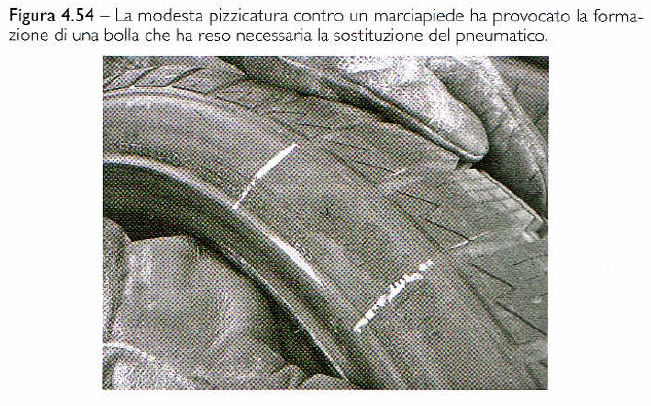 Figura 4.54 – La modesta pizzicatura contro un marciapiede ha provocato la forma-
zione di una bolla che ha reso necessaria la sostituzione del pneumatico.